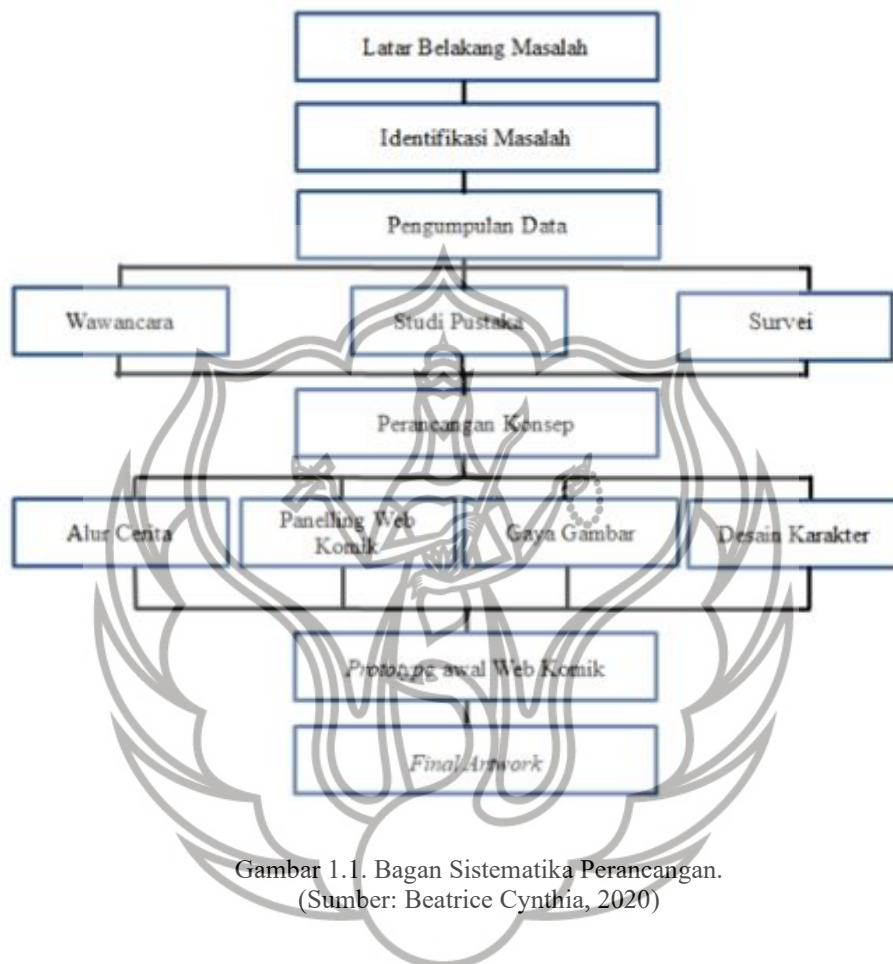 Latar Belakang Masalah
Identifikasi Masalah
Pengumpulan Data
Wawancara
Studi Pustaka
Survei
Perancangan Konsep
Alur Cerita
Panelling Web
Komik
Gaya Gambar
Desain Karakter
Prototype awal Web Komik
Final Artwork
Gambar 1.1. Bagan Sistematika Perancangan.
(Sumber: Beatrice Cynthia, 2020)